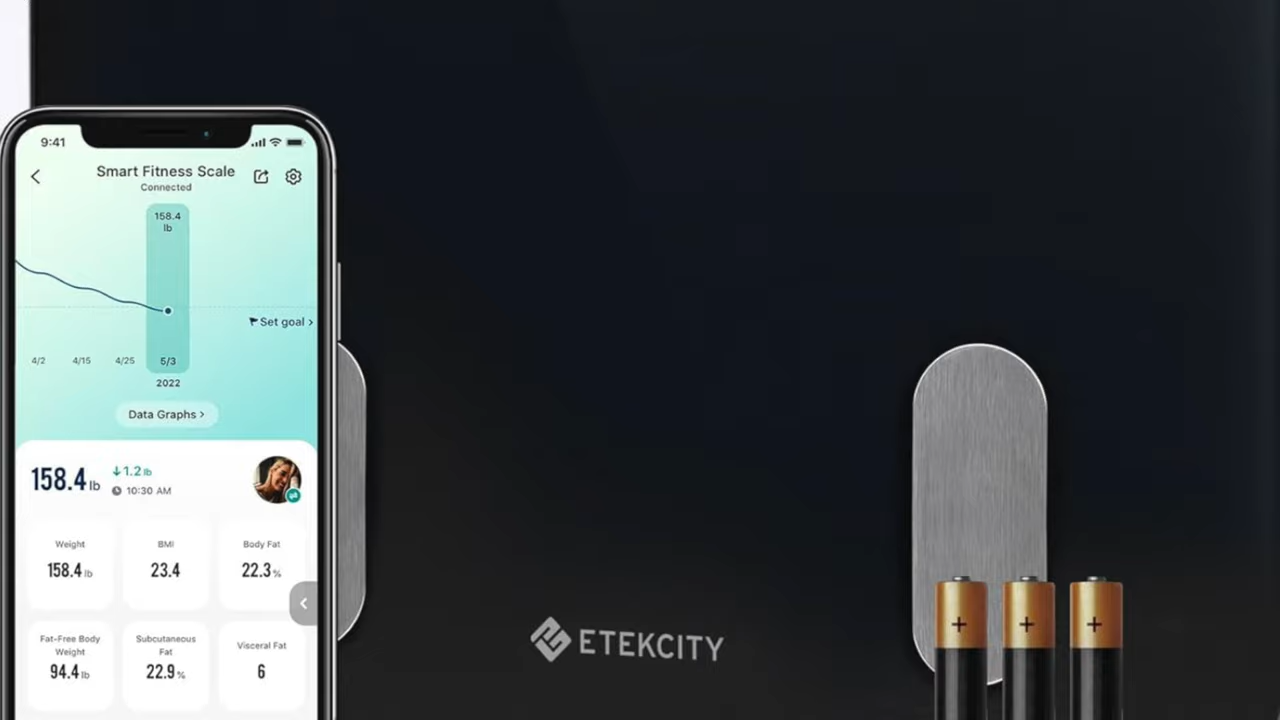 9:41
Smart Fitness Scale
Connected
158.4
lb
Set goal >
4/2 4/15 4/25 5/3
2022
Data Graphs >
158.4 lb
↓1.2 lb
10:30 AM
Weight
158.4 lb
BMI
23.4
Body Fat
22.3 %
Fat-Free Body
Weight
94.4 lb
Subcutaneous
Fat
22.9 %
Visceral Fat
6
ETEKCITY
+ + +